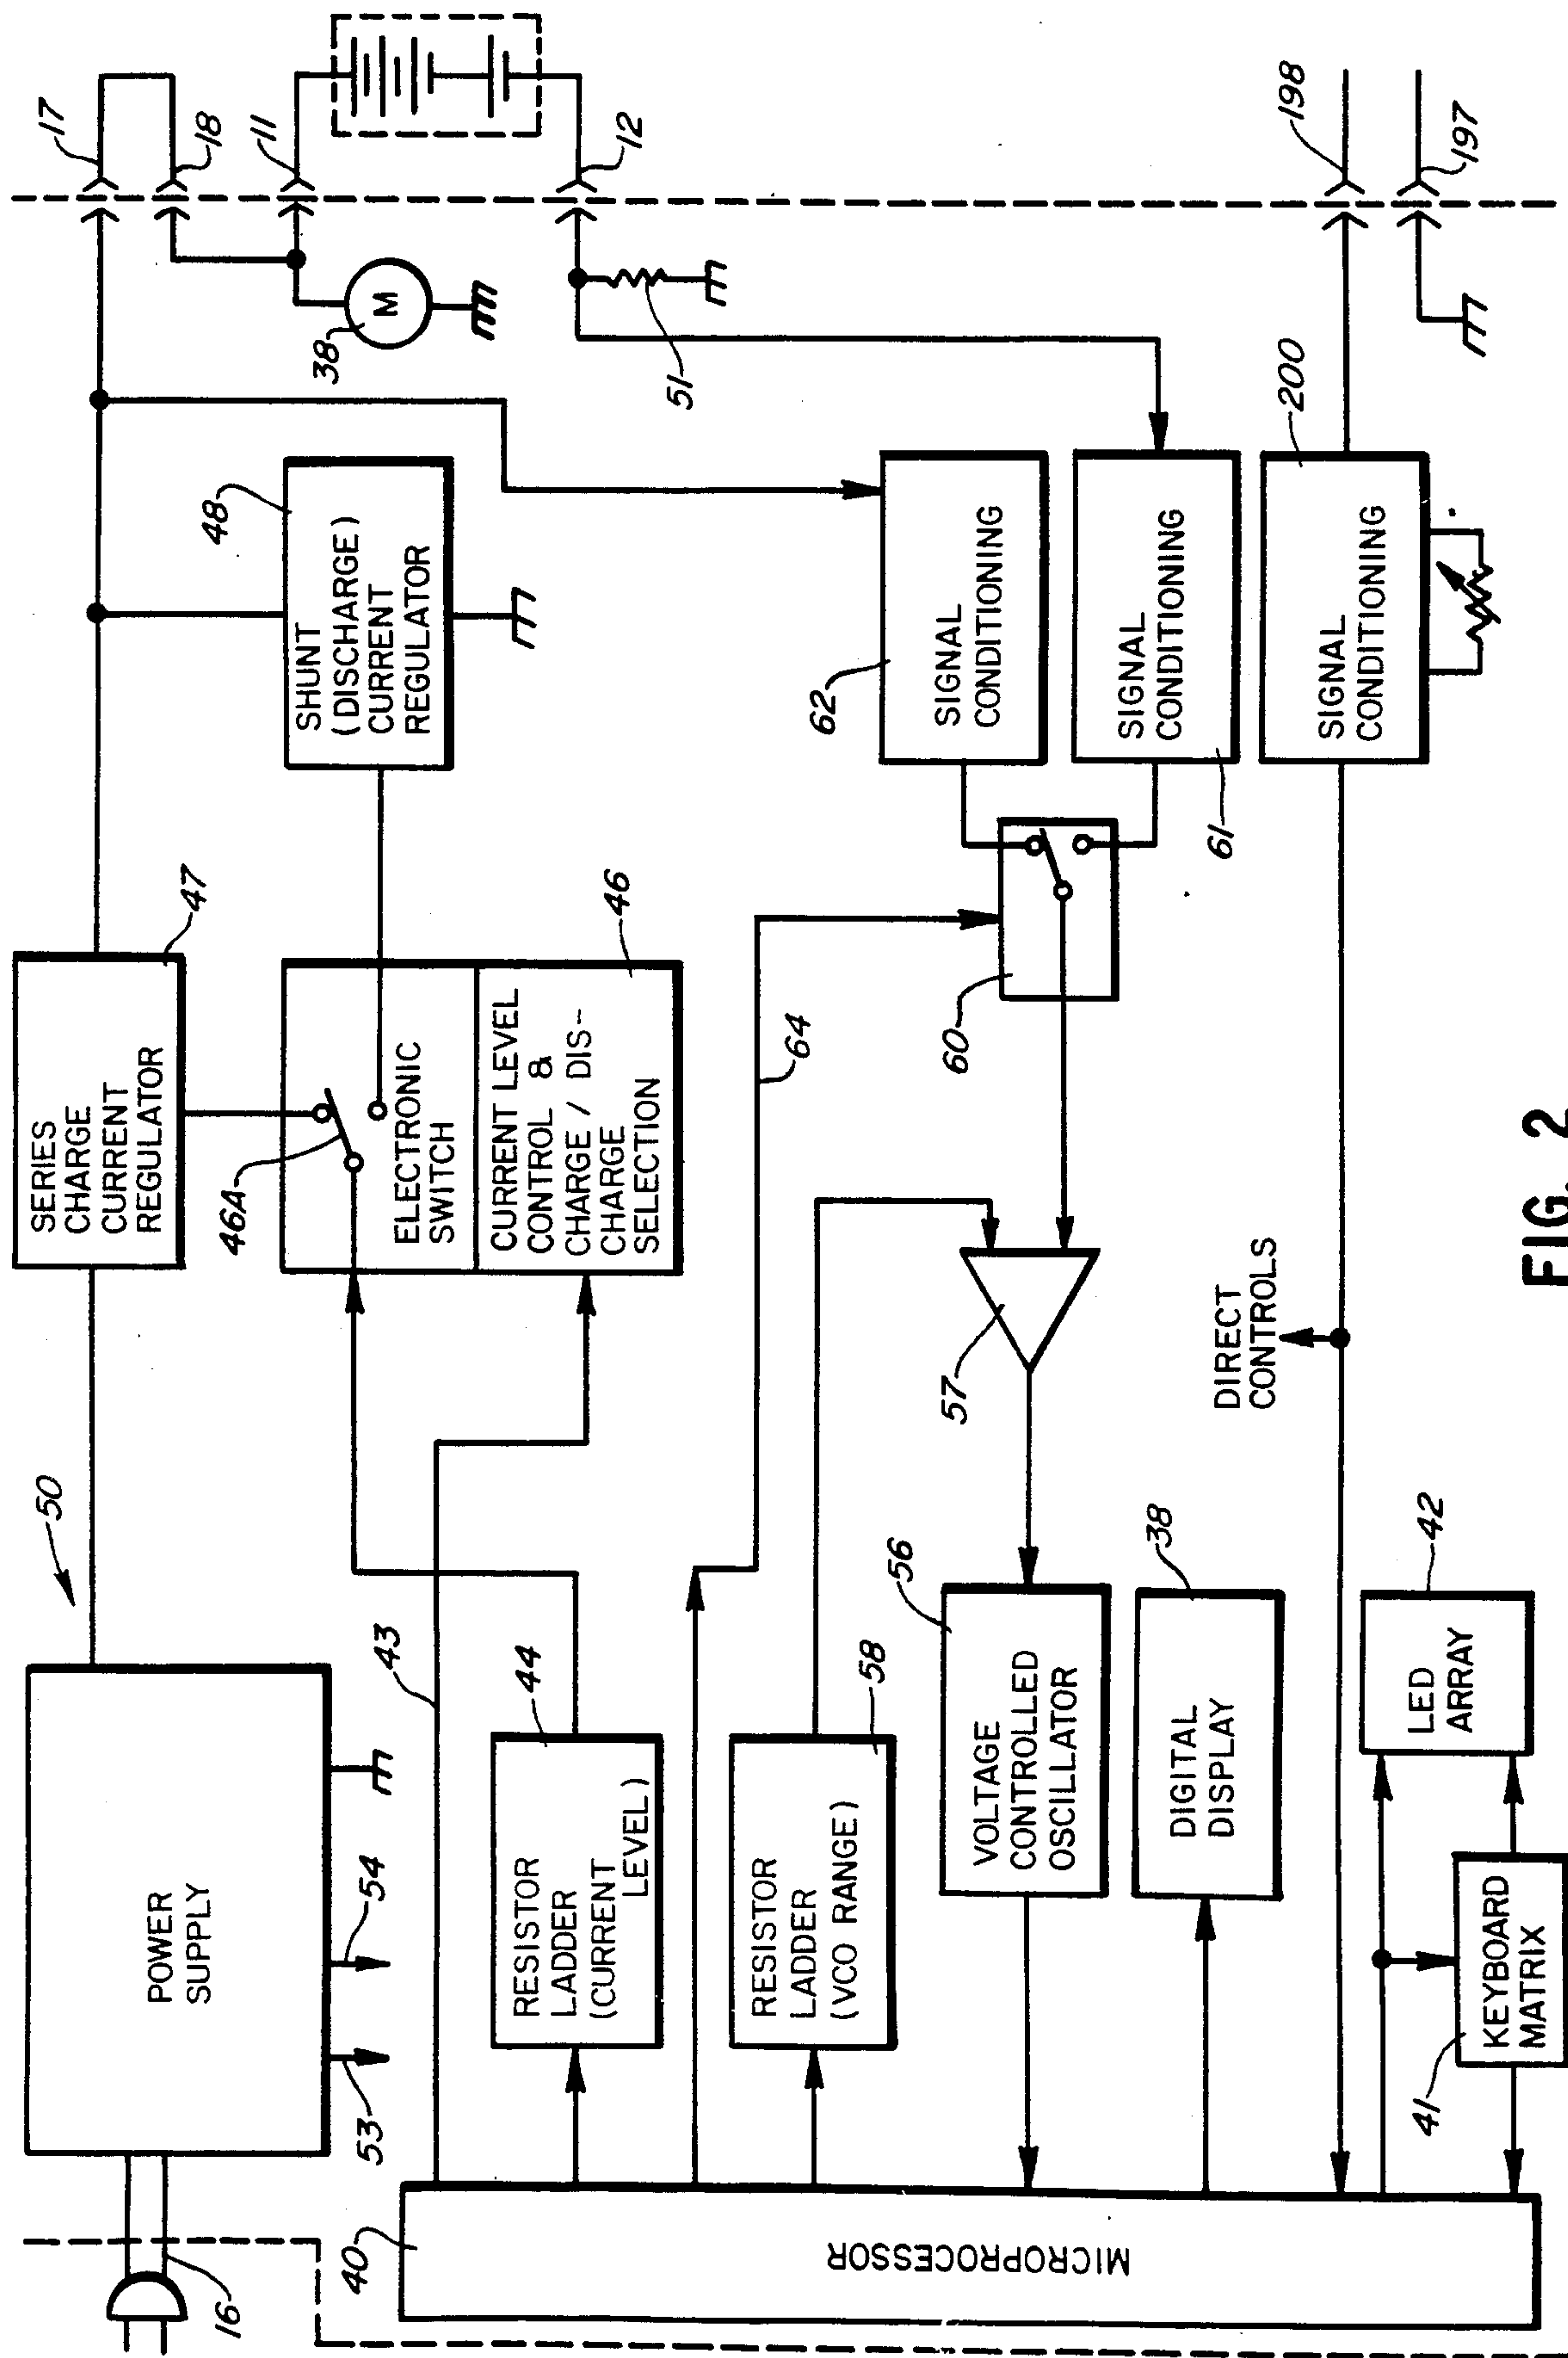 50
17
18
11
12
POWER
SUPPLY
16
53
54
SERIES
CHARGE
CURRENT
REGULATOR
47
SHUNT
(DISCHARGE)
CURRENT
REGULATOR
48
38
M
51
46A
ELECTRONIC
SWITCH
CURRENT LEVEL
CONTROL &
CHARGE / DIS-
CHARGE
SELECTION
46
43
40
MICROPROCESSOR
RESISTOR
LADDER
(CURRENT
LEVEL)
44
64
RESISTOR
LADDER
(VCO RANGE)
58
57
60
62
SIGNAL
CONDITIONING
SIGNAL
CONDITIONING
61
VOLTAGE
CONTROLLED
OSCILLATOR
56
DIGITAL
DISPLAY
38
DIRECT
CONTROLS
SIGNAL
CONDITIONING
200
198
197
LED
ARRAY
42
41
KEYBOARD
MATRIX
FIG. 2